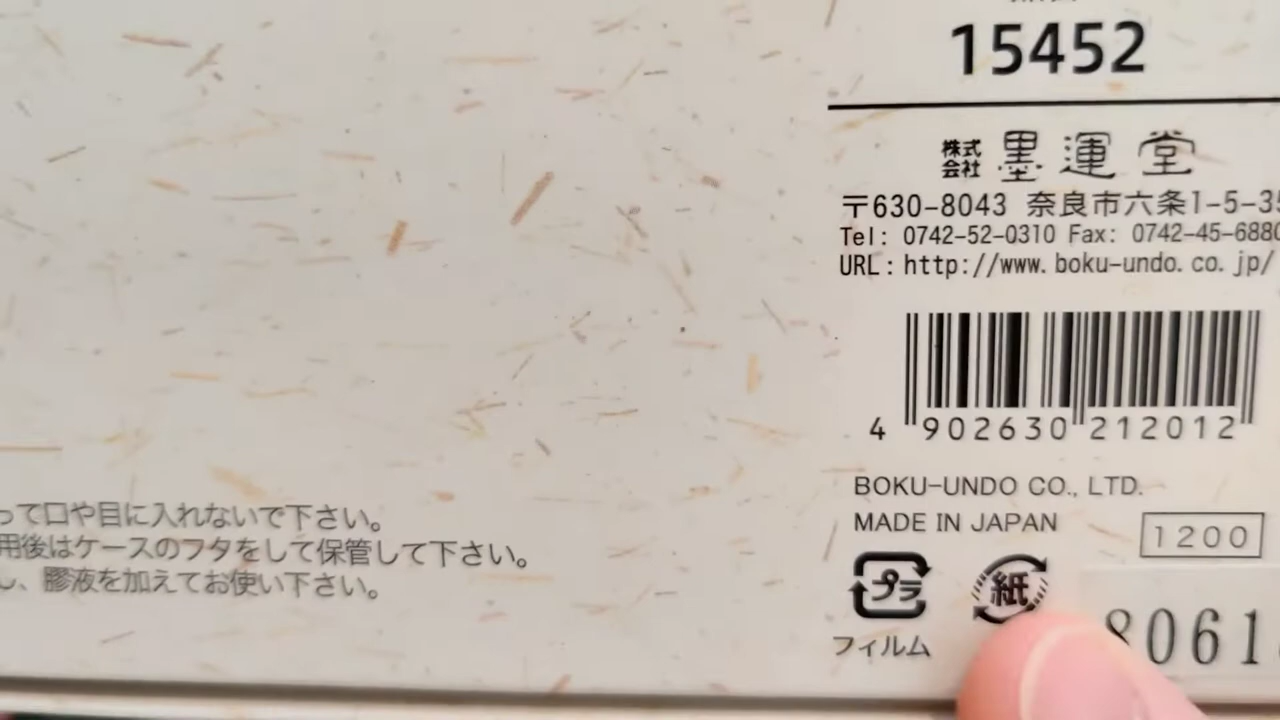 15452
株式会社 墨運堂
〒630-8043 奈良市六条1-5-35
Tel: 0742-52-0310 Fax: 0742-45-6880
URL:http://www.boku-undo.co.jp/
4 902630 212012
BOKU-UNDO CO., LTD.
MADE IN JAPAN
1200
プラ
紙
フィルム
8061
って口や目に入れないで下さい。
用後はケースのフタをして保管して下さい。
し、膠液を加えてお使い下さい。